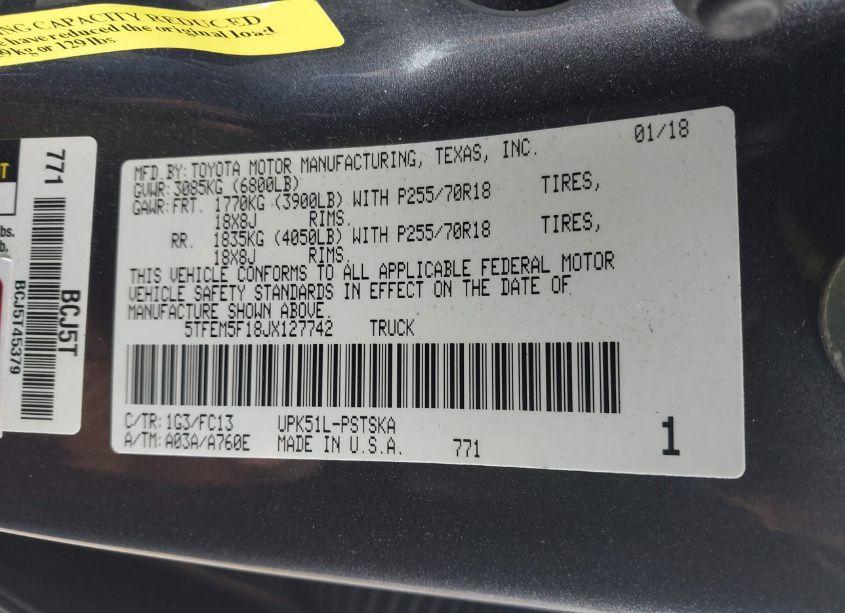 NG CAPACITY REDUCED
e have reduced the original load
kg or 129lbs
771
BCJ5T
BCJ5T45379
lbs.
b.
01/18
MFD.BY: TOYOTA MOTOR MANUFACTURING, TEXAS, INC.
GVWR: 3085KG (6800LB)
GAWR: FRT. 1770KG (3900LB) WITH P255/70R18 TIRES,
18X8J RIMS.
RR. 1835KG (4050LB) WITH P255/70R18 TIRES,
18X8J RIMS.
THIS VEHICLE CONFORMS TO ALL APPLICABLE FEDERAL MOTOR
VEHICLE SAFETY STANDARDS IN EFFECT ON THE DATE OF
MANUFACTURE SHOWN ABOVE.
5TFEM5F18JX127742 TRUCK
C/TR: 1G3/FC13 UPK51L-PSTSKA
A/TM: A03A/A760E MADE IN U.S.A. 771
1